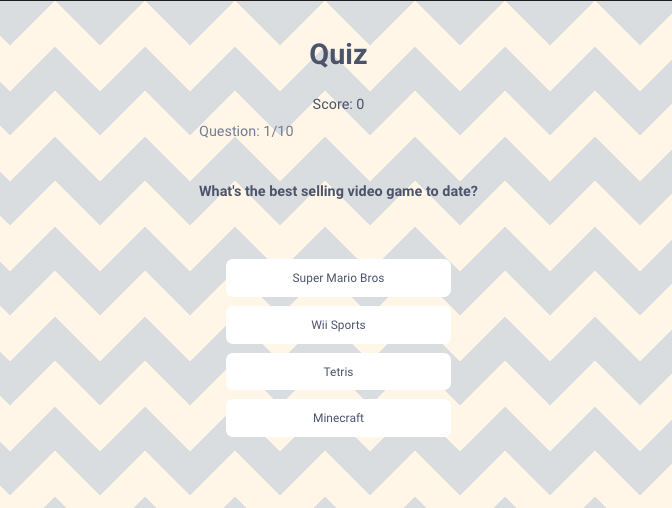 Quiz
Score: 0
Question: 1/10
What's the best selling video game to date?
Super Mario Bros
Wii Sports
Tetris
Minecraft